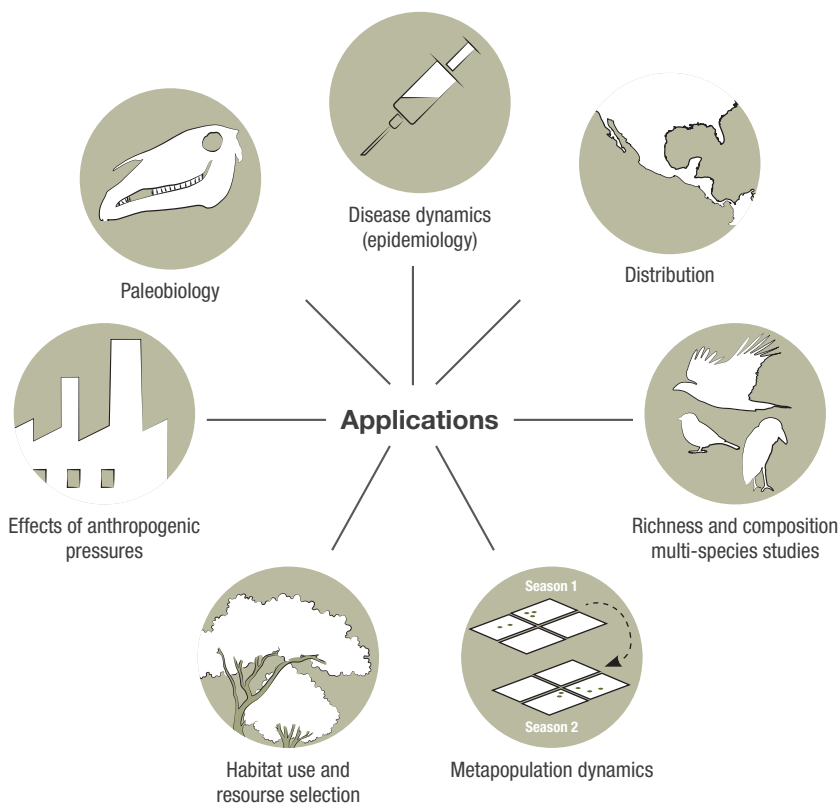 Disease dynamics
(epidemiology)
Paleobiology
Distribution
Applications
Effects of anthropogenic
pressures
Richness and composition
multi-species studies
Season 1
Season 2
Habitat use and
resourse selection
Metapopulation dynamics